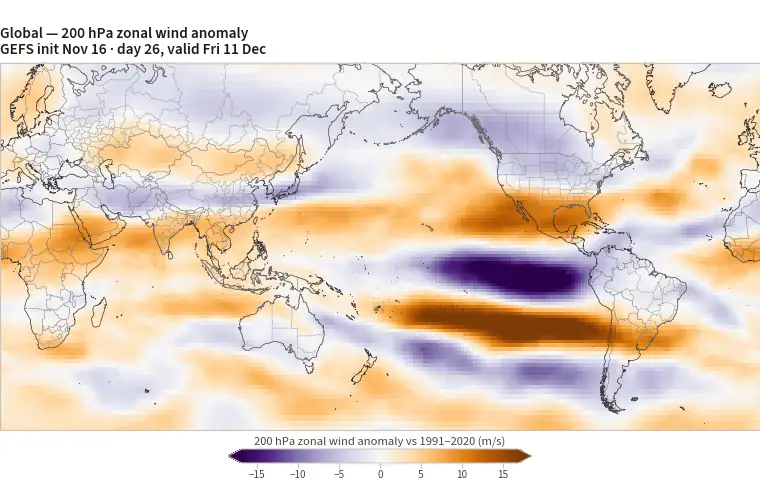 Global — 200 hPa zonal wind anomaly
GEFS init Nov 16 · day 26, valid Fri 11 Dec
200 hPa zonal wind anomaly vs 1991–2020 (m/s)
−15 −10 −5 0 5 10 15